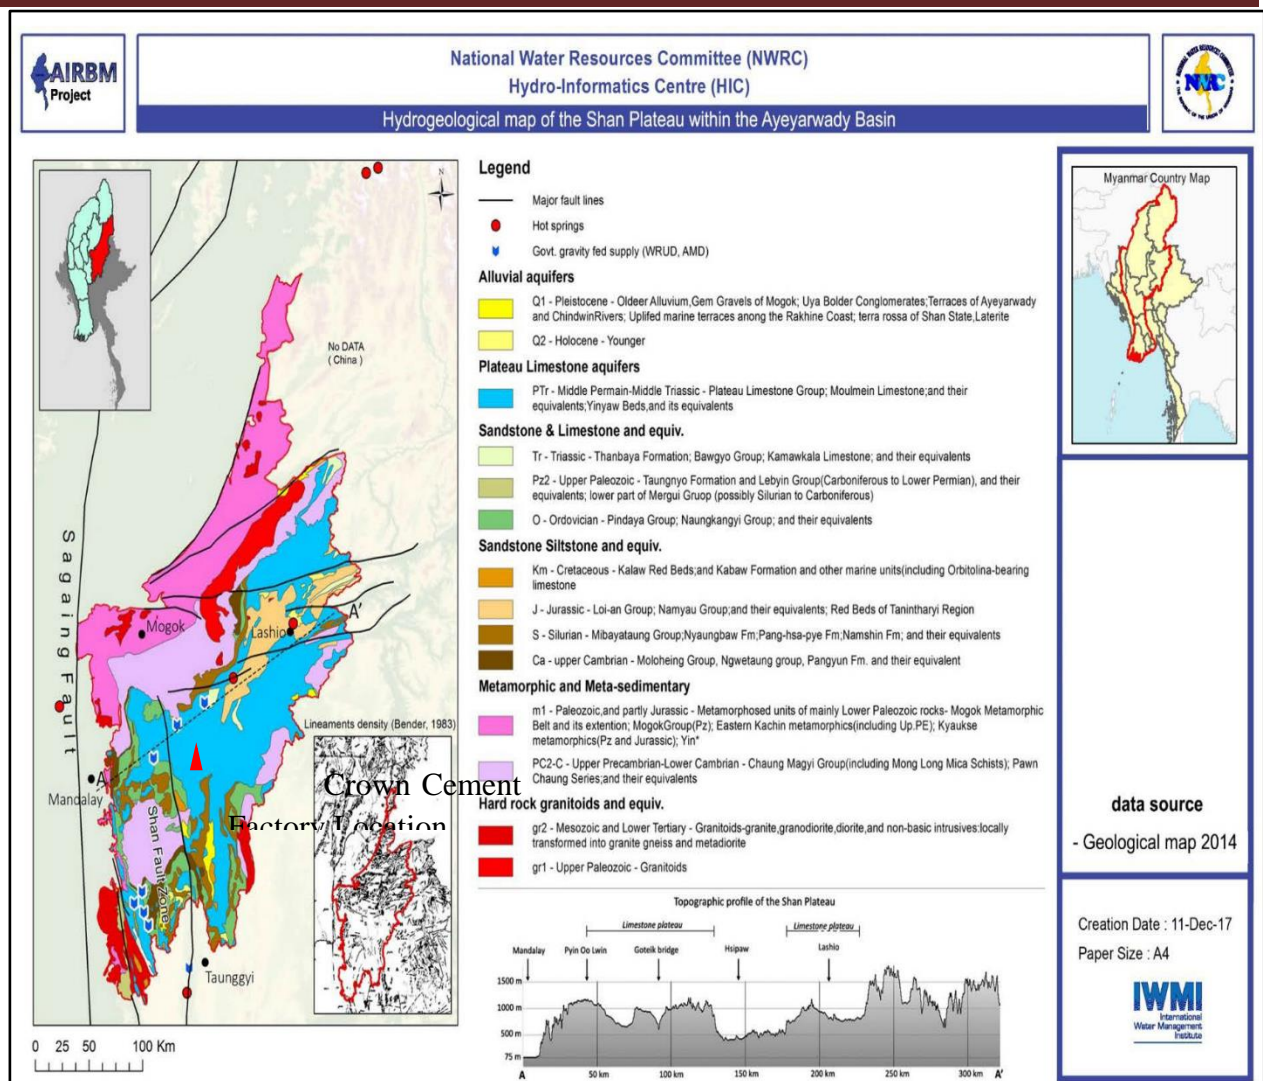 AIRBM
Project
National Water Resources Committee (NWRC)
Hydro-Informatics Centre (HIC)
Hydrogeological map of the Shan Plateau within the Ayeyarwady Basin
NWRC
N
No DATA
( China )
Sagaing Fault
Mogok
Lashio
A'
A
Mandalay
Shan Fault Zone
Taunggyi
Lineaments density (Bender, 1983)
Crown Cement
Factory Location
0 25 50 100 Km
Legend
Major fault lines
Hot springs
Govt. gravity fed supply (WRUD, AMD)
Alluvial aquifers
Q1 - Pleistocene - Oldeer Alluvium,Gem Gravels of Mogok; Uya Bolder Conglomerates;Terraces of Ayeyarwady
and ChindwinRivers; Uplifed marine terraces among the Rakhine Coast; terra rossa of Shan State,Laterite
Q2 - Holocene - Younger
Plateau Limestone aquifers
PTr - Middle Permain-Middle Triassic - Plateau Limestone Group; Moulmein Limestone;and their
equivalents;Yinyaw Beds,and its equivalents
Sandstone & Limestone and equiv.
Tr - Triassic - Thanbaya Formation; Bawgyo Group; Kamawkala Limestone; and their equivalents
Pz2 - Upper Paleozoic - Taungnyo Formation and Lebyin Group(Carboniferous to Lower Permian), and their
equivalents; lower part of Mergui Gruop (possibly Silurian to Carboniferous)
O - Ordovician - Pindaya Group; Naungkangyi Group; and their equivalents
Sandstone Siltstone and equiv.
Km - Cretaceous - Kalaw Red Beds;and Kabaw Formation and other marine units(including Orbitolina-bearing
limestone
J - Jurassic - Loi-an Group; Namyau Group;and their equivalents; Red Beds of Tanintharyi Region
S - Silurian - Mibayataung Group;Nyaungbaw Fm;Pang-hsa-pye Fm;Namshin Fm; and their equivalents
Ca - upper Cambrian - Moloheing Group, Ngwetaung group, Pangyun Fm. and their equivalent
Metamorphic and Meta-sedimentary
m1 - Paleozoic,and partly Jurassic - Metamorphosed units of mainly Lower Paleozoic rocks- Mogok Metamorphic
Belt and its extention; MogokGroup(Pz); Eastern Kachin metamorphics(including Up.PE); Kyaukse
metamorphics(Pz and Jurassic); Yin*
PC2-C - Upper Precambrian-Lower Cambrian - Chaung Magyi Group(including Mong Long Mica Schists); Pawn
Chaung Series;and their equivalents
Hard rock granitoids and equiv.
gr2 - Mesozoic and Lower Tertiary - Granitoids-granite,granodiorite,diorite,and non-basic intrusives:locally
transformed into granite gneiss and metadiorite
gr1 - Upper Paleozoic - Granitoids
Topographic profile of the Shan Plateau
Limestone plateau
Limestone plateau
Mandalay Pyin Oo Lwin Goteik bridge Hsipaw Lashio
1500 m
1000 m
500 m
75 m
A 50 km 100 km 150 km 200 km 250 km 300 km A'
Myanmar Country Map
data source
- Geological map 2014
Creation Date : 11-Dec-17
Paper Size : A4
IWMI
International
Water Management
Institute